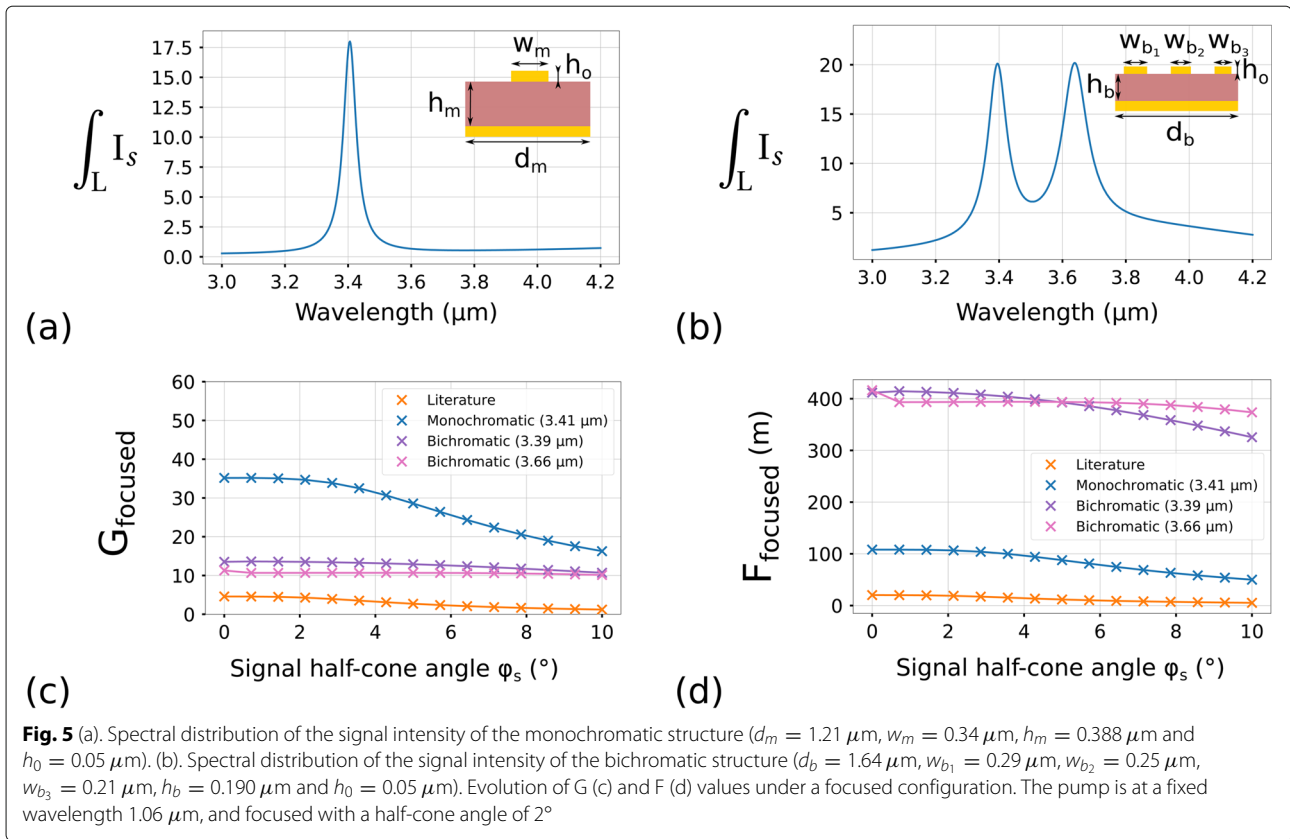 ∫_L I_s
17.5
15.0
12.5
10.0
7.5
5.0
2.5
0.0
3.0 3.2 3.4 3.6 3.8 4.0 4.2
Wavelength (μm)
w_m
h_o
h_m
d_m
(a)
∫_L I_s
20
15
10
5
3.0 3.2 3.4 3.6 3.8 4.0 4.2
Wavelength (μm)
w_b₁ w_b₂ w_b₃
h_o
h_b
d_b
(b)
G_focused
60
50
40
30
20
10
0
0 2 4 6 8 10
Signal half-cone angle φ_s (°)
Literature
Monochromatic (3.41 μm)
Bichromatic (3.39 μm)
Bichromatic (3.66 μm)
(c)
F_focused (m)
400
300
200
100
0
0 2 4 6 8 10
Signal half-cone angle φ_s (°)
Literature
Monochromatic (3.41 μm)
Bichromatic (3.39 μm)
Bichromatic (3.66 μm)
(d)
Fig. 5 (a). Spectral distribution of the signal intensity of the monochromatic structure (d_m = 1.21 μm, w_m = 0.34 μm, h_m = 0.388 μm and
h_0 = 0.05 μm). (b). Spectral distribution of the signal intensity of the bichromatic structure (d_b = 1.64 μm, w_b₁ = 0.29 μm, w_b₂ = 0.25 μm,
w_b₃ = 0.21 μm, h_b = 0.190 μm and h_0 = 0.05 μm). Evolution of G (c) and F (d) values under a focused configuration. The pump is at a fixed
wavelength 1.06 μm, and focused with a half-cone angle of 2°